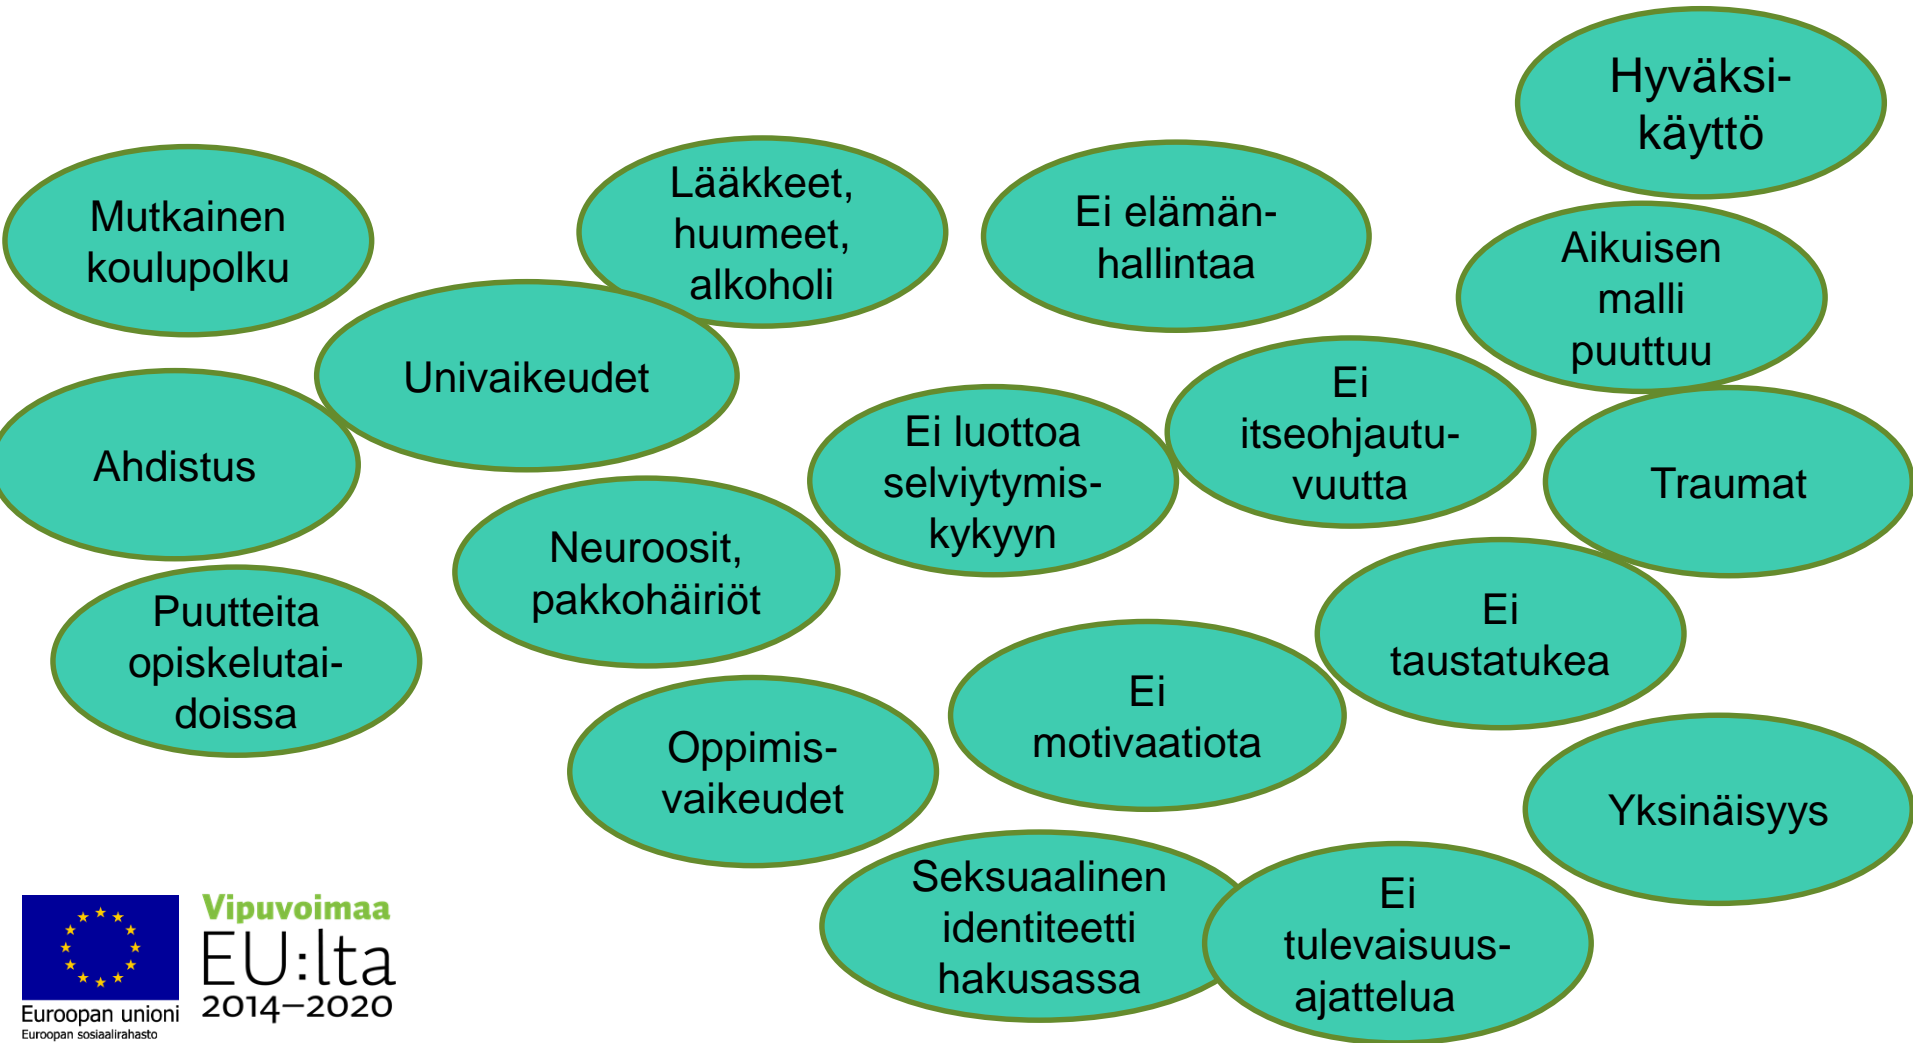 Hyväksi-
käyttö
Mutkainen
koulupolku
Lääkkeet,
huumeet,
alkoholi
Ei elämän-
hallintaa
Aikuisen
malli
puuttuu
Univaikeudet
Ahdistus
Ei luottoa
selviytymis-
kykyyn
Ei
itseohjautu-
vuutta
Traumat
Neuroosit,
pakkohäiriöt
Puutteita
opiskelutai-
doissa
Ei
taustatukea
Oppimis-
vaikeudet
Ei
motivaatiota
Yksinäisyys
Seksuaalinen
identiteetti
hakusassa
Ei
tulevaisuus-
ajattelua
Euroopan unioni
Euroopan sosiaalirahasto
Vipuvoimaa
EU:lta
2014–2020